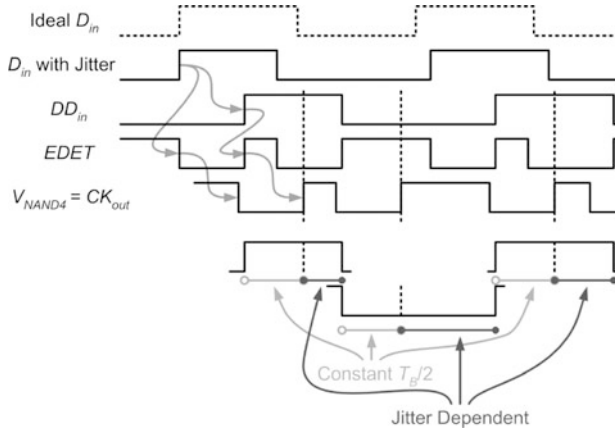 Ideal D_in
D_in with Jitter
DD_in
EDET
V_NAND4 = CK_out
Constant T_B/2
Jitter Dependent